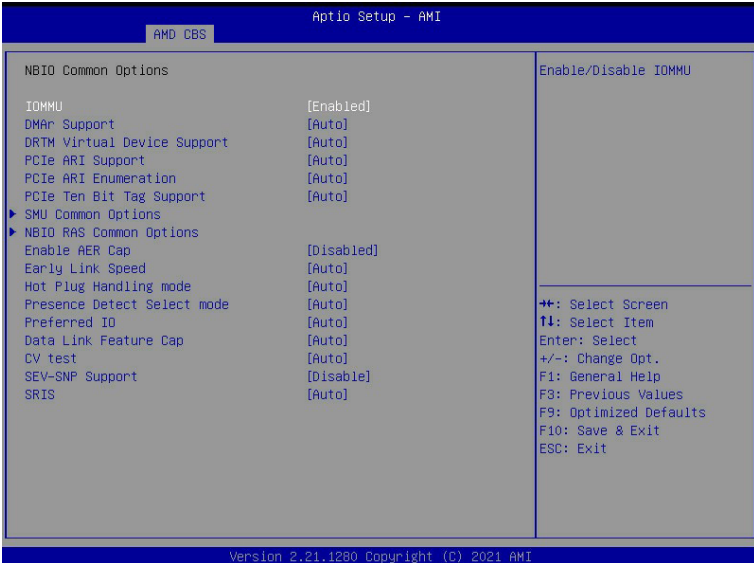 Aptio Setup – AMI
AMD CBS
NBIO Common Options
IOMMU [Enabled]
DMAr Support [Auto]
DRTM Virtual Device Support [Auto]
PCIe ARI Support [Auto]
PCIe ARI Enumeration [Auto]
PCIe Ten Bit Tag Support [Auto]
SMU Common Options
NBIO RAS Common Options
Enable AER Cap [Disabled]
Early Link Speed [Auto]
Hot Plug Handling mode [Auto]
Presence Detect Select mode [Auto]
Preferred IO [Auto]
Data Link Feature Cap [Auto]
CV test [Auto]
SEV-SNP Support [Disable]
SRIS [Auto]
Enable/Disable IOMMU
→←: Select Screen
↑↓: Select Item
Enter: Select
+/-: Change Opt.
F1: General Help
F3: Previous Values
F9: Optimized Defaults
F10: Save & Exit
ESC: Exit
Version 2.21.1280 Copyright (C) 2021 AMI